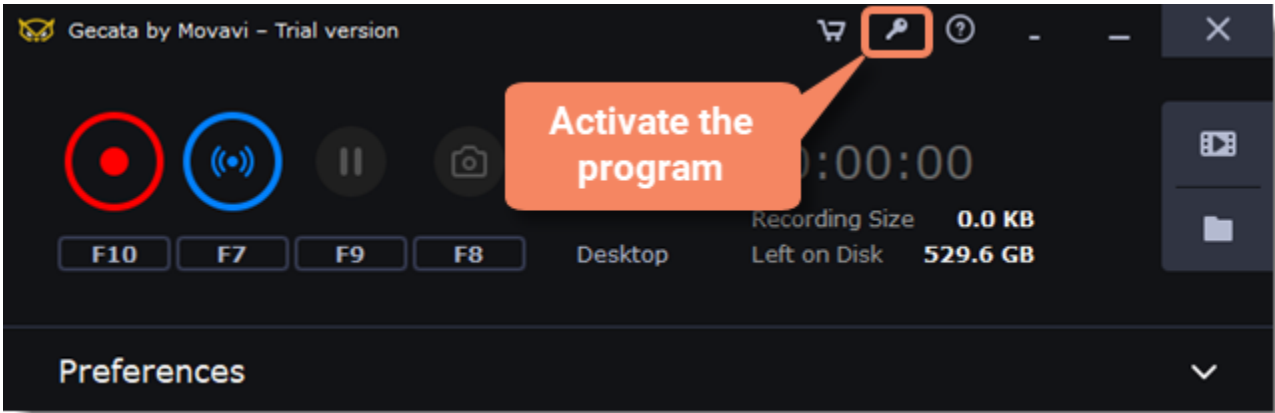 Gecata by Movavi – Trial version
Activate the
program
:00:00
Recording Size 0.0 KB
F10 F7 F9 F8 Desktop Left on Disk 529.6 GB
Preferences